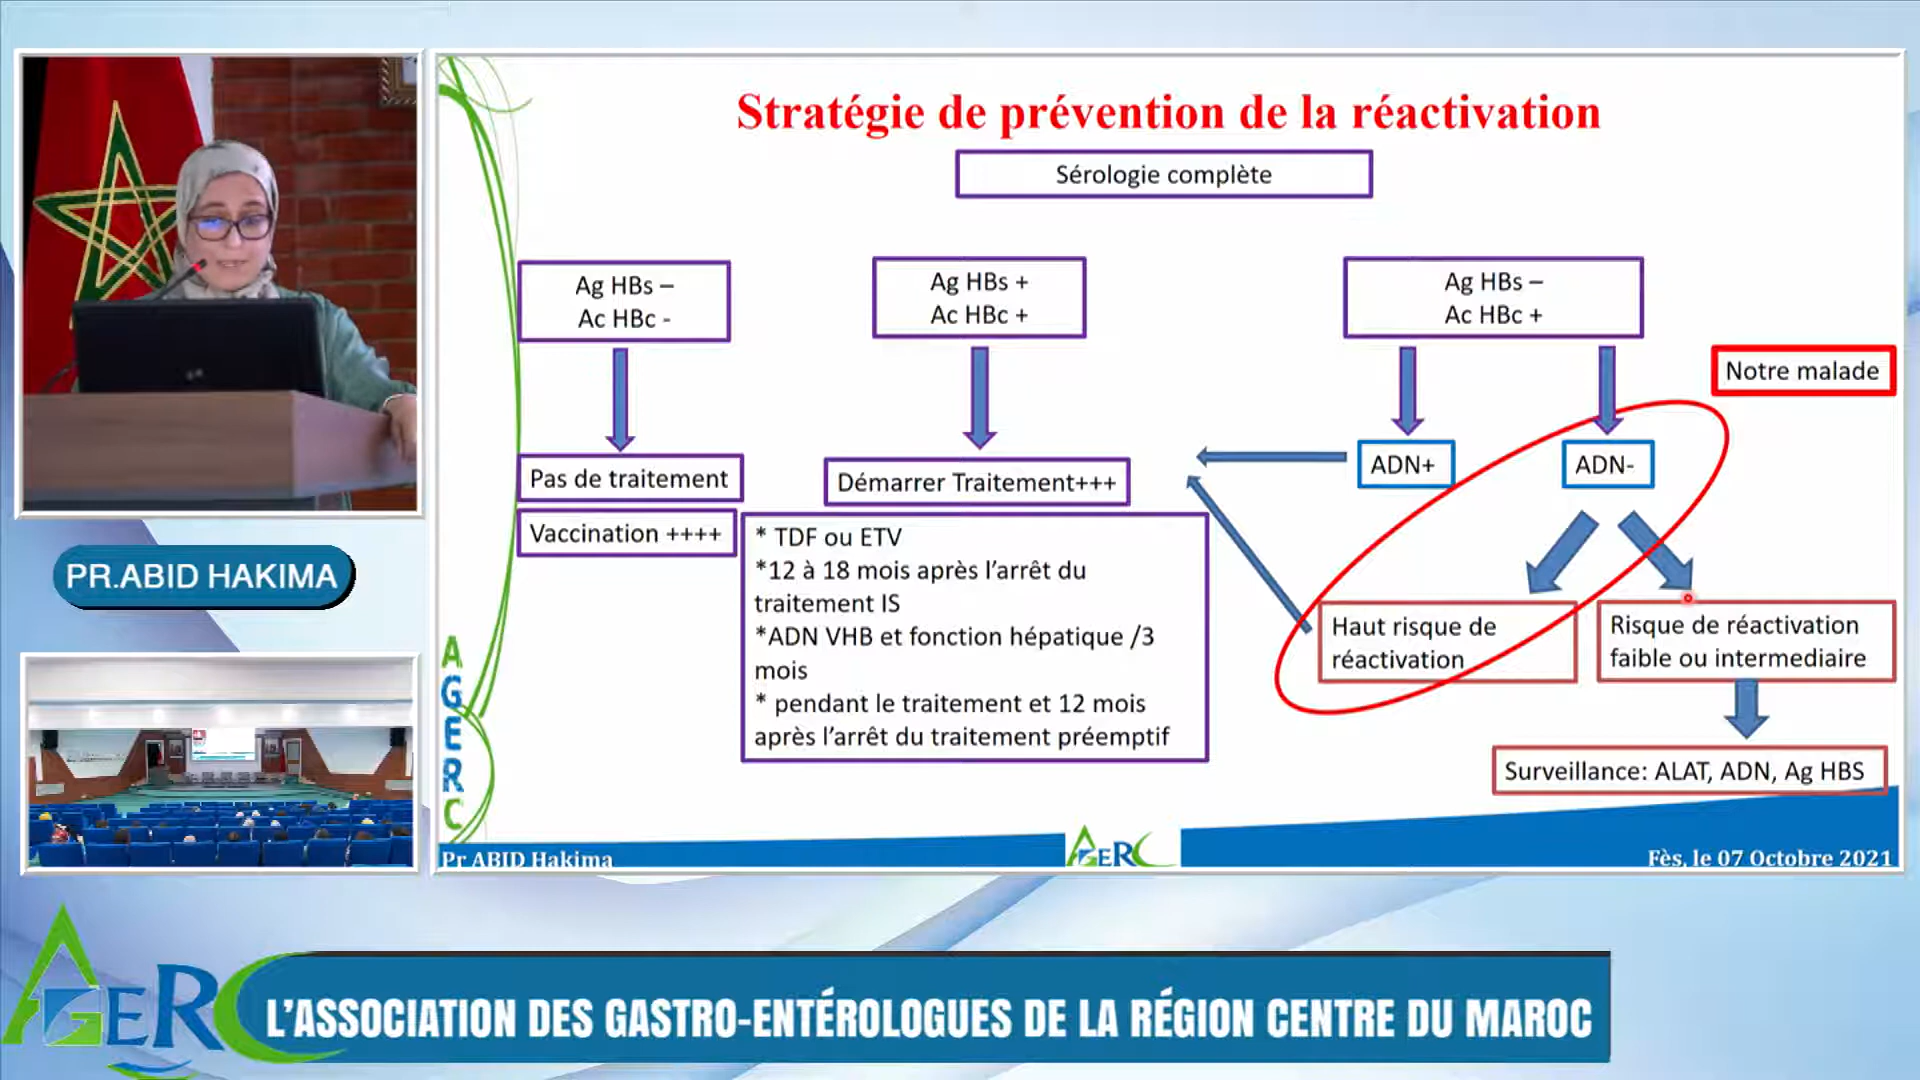 Stratégie de prévention de la réactivation
Sérologie complète
Ag HBs –
Ac HBc -
Ag HBs +
Ac HBc +
Ag HBs –
Ac HBc +
Notre malade
Pas de traitement
Vaccination ++++
Démarrer Traitement+++
ADN+
ADN-
* TDF ou ETV
*12 à 18 mois après l’arrêt du
traitement IS
*ADN VHB et fonction hépatique /3
mois
* pendant le traitement et 12 mois
après l’arrêt du traitement préemptif
Haut risque de
réactivation
Risque de réactivation
faible ou intermediaire
Surveillance: ALAT, ADN, Ag HBS
AGERC
Pr ABID Hakima
AGERC
Fès, le 07 Octobre 2021
PR.ABID HAKIMA
AGERC
L’ASSOCIATION DES GASTRO-ENTÉROLOGUES DE LA RÉGION CENTRE DU MAROC